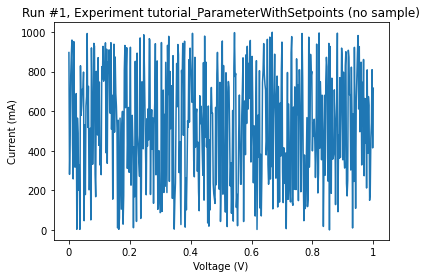 Run #1, Experiment tutorial_ParameterWithSetpoints (no sample)
1000
800
600
400
200
0
Current (mA)
0 0.2 0.4 0.6 0.8 1
Voltage (V)